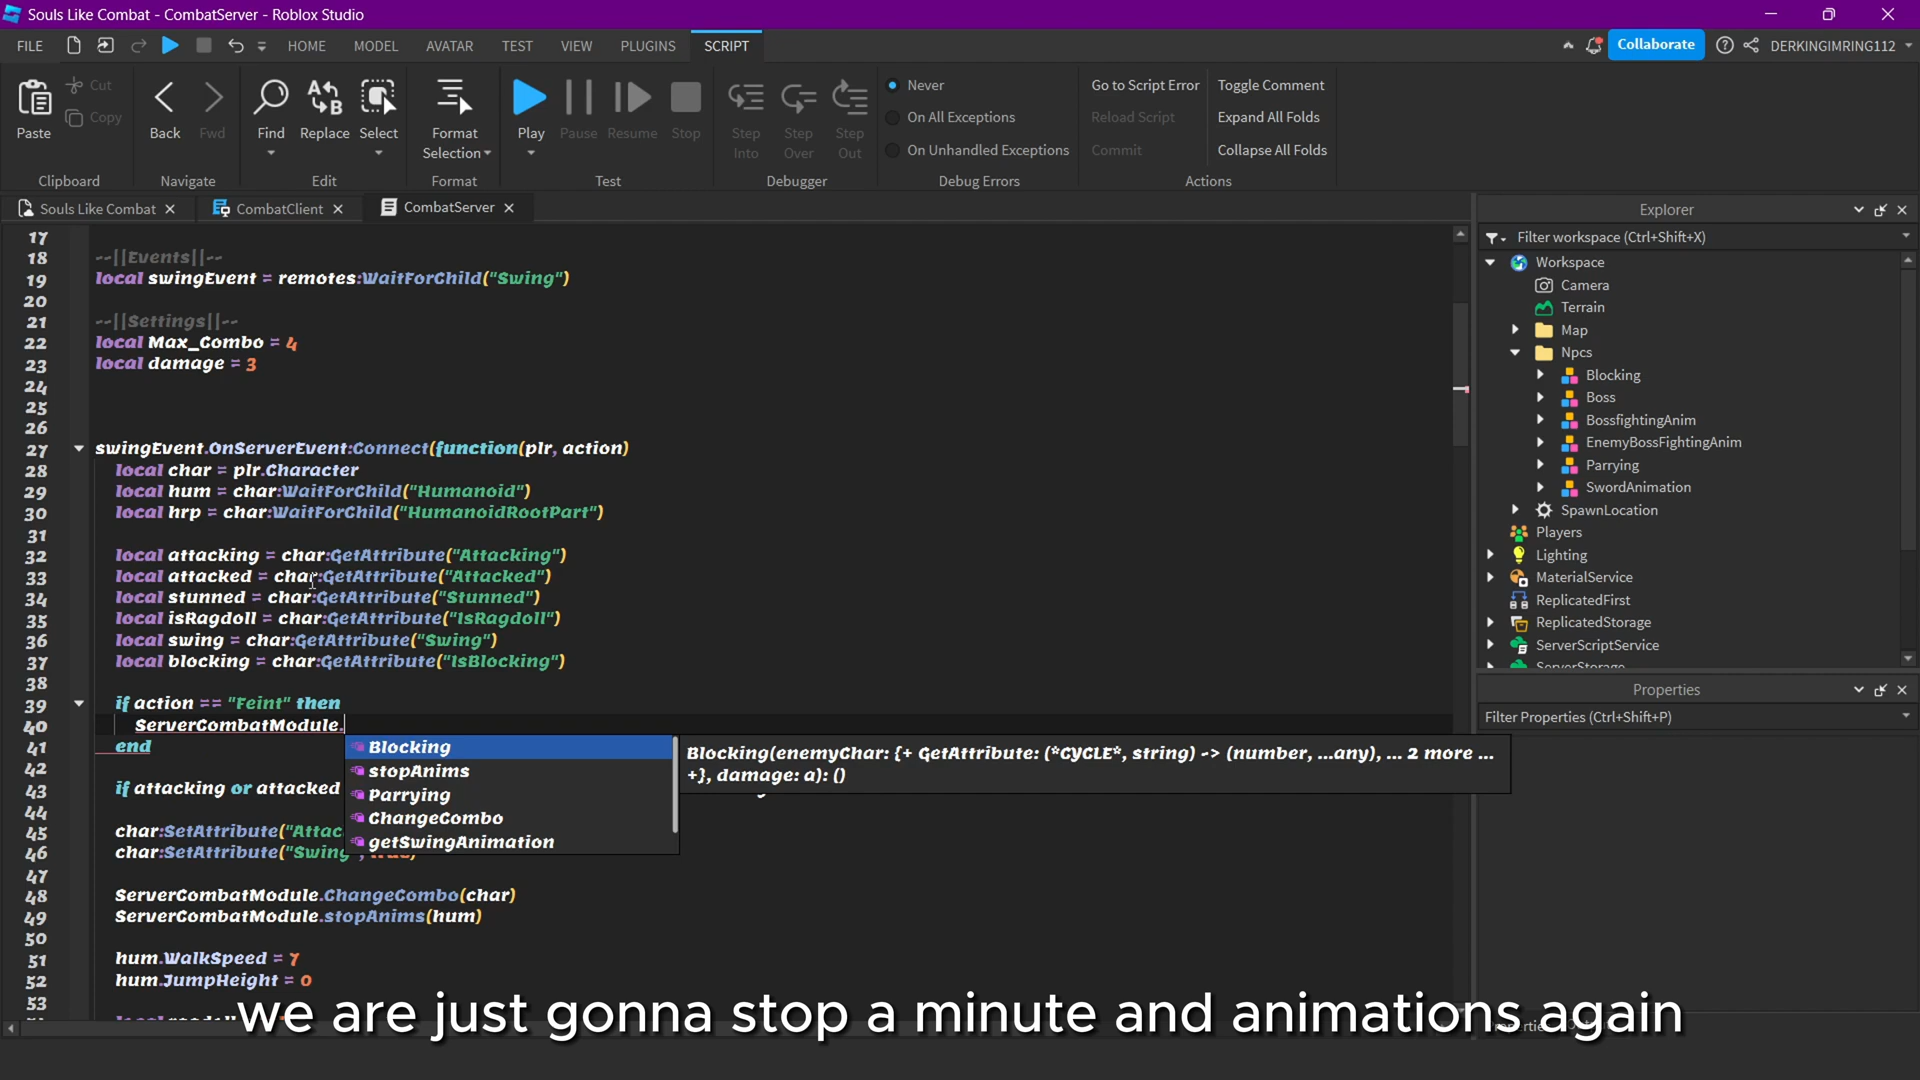 Souls Like Combat - CombatServer - Roblox Studio
FILE HOME MODEL AVATAR TEST VIEW PLUGINS SCRIPT Collaborate DERKINGIMRING112
Paste Cut Copy Back Fwd Find Replace Select Format Selection Play Pause Resume Stop Step Into Step Over Step Out
Never Go to Script Error Toggle Comment
On All Exceptions Reload Script Expand All Folds
On Unhandled Exceptions Commit Collapse All Folds
Clipboard Navigate Edit Format Test Debugger Debug Errors Actions
Souls Like Combat CombatClient CombatServer
17
18 --||Events||--
19 local swingEvent = remotes:WaitForChild("Swing")
20
21 --||Settings||--
22 local Max_Combo = 4
23 local damage = 3
24
25
26
27 swingEvent.OnServerEvent:Connect(function(plr, action)
28 local char = plr.Character
29 local hum = char:WaitForChild("Humanoid")
30 local hrp = char:WaitForChild("HumanoidRootPart")
31
32 local attacking = char:GetAttribute("Attacking")
33 local attacked = char:GetAttribute("Attacked")
34 local stunned = char:GetAttribute("Stunned")
35 local isRagdoll = char:GetAttribute("IsRagdoll")
36 local swing = char:GetAttribute("Swing")
37 local blocking = char:GetAttribute("IsBlocking")
38
39 if action == "Feint" then
40 ServerCombatModule.
41 end
42
43 if attacking or attacked
44
45 char:SetAttribute("Attac
46 char:SetAttribute("Swing
47
48 ServerCombatModule.ChangeCombo(char)
49 ServerCombatModule.stopAnims(hum)
50
51 hum.WalkSpeed = 7
52 hum.JumpHeight = 0
53
Blocking
stopAnims
Parrying
ChangeCombo
getSwingAnimation
Blocking(enemyChar: {+ GetAttribute: (*CYCLE*, string) -> (number, ...any), ... 2 more ...
+}, damage: a): ()
Explorer
Filter workspace (Ctrl+Shift+X)
Workspace
Camera
Terrain
Map
Npcs
Blocking
Boss
BossfightingAnim
EnemyBossFightingAnim
Parrying
SwordAnimation
SpawnLocation
Players
Lighting
MaterialService
ReplicatedFirst
ReplicatedStorage
ServerScriptService
ServerStorage
Properties
Filter Properties (Ctrl+Shift+P)
we are just gonna stop a minute and animations again